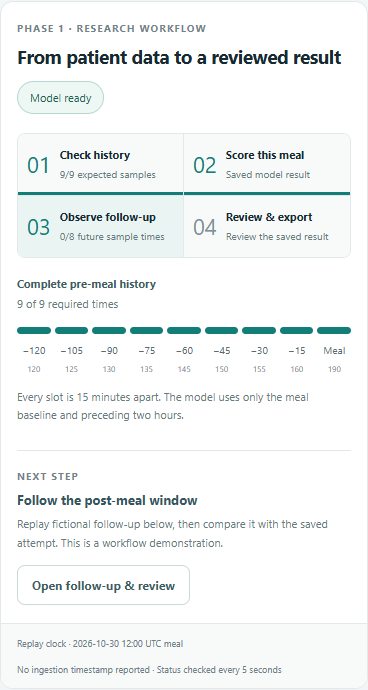 PHASE 1 · RESEARCH WORKFLOW
From patient data to a reviewed result
Model ready
01 Check history
9/9 expected samples
02 Score this meal
Saved model result
03 Observe follow-up
0/8 future sample times
04 Review & export
Review the saved result
Complete pre-meal history
9 of 9 required times
−120 −105 −90 −75 −60 −45 −30 −15 Meal
120 125 130 135 145 150 155 160 190
Every slot is 15 minutes apart. The model uses only the meal
baseline and preceding two hours.
NEXT STEP
Follow the post-meal window
Replay fictional follow-up below, then compare it with the saved
attempt. This is a workflow demonstration.
Open follow-up & review
Replay clock · 2026-10-30 12:00 UTC meal
No ingestion timestamp reported · Status checked every 5 seconds